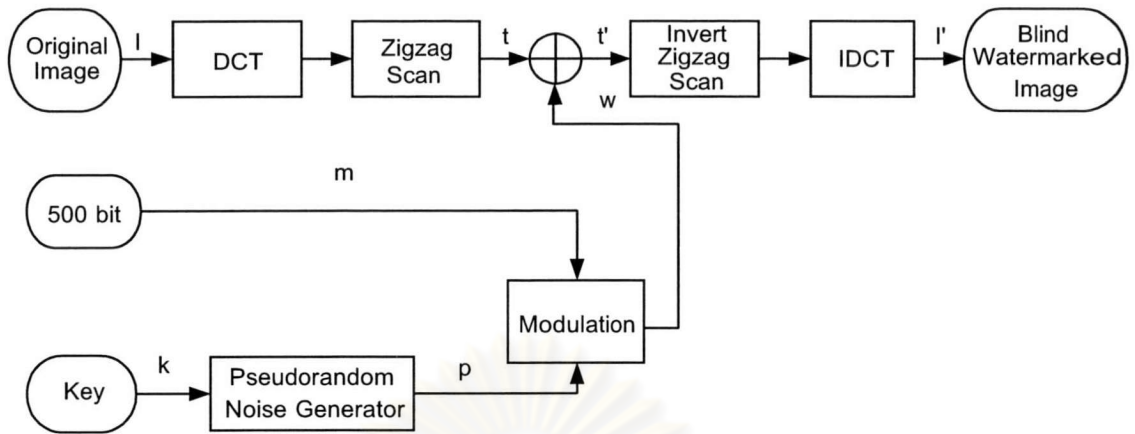 Original
Image
I
DCT
Zigzag
Scan
t
t'
Invert
Zigzag
Scan
IDCT
I'
Blind
Watermarked
Image
w
m
500 bit
Modulation
Key
k
Pseudorandom
Noise Generator
p